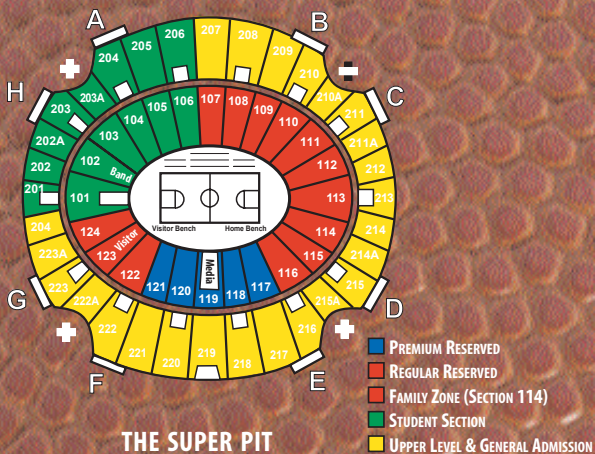 A
B
C
D
E
F
G
H
204
205
206
207
208
209
210
210A
211
211A
212
213
214
214A
215
215A
216
217
218
219
220
221
222
222A
223
223A
204
201
202
202A
203
203A
101
102
103
104
105
106
107
108
109
110
111
112
113
114
115
116
117
118
119
120
121
122
123
124
Band
Visitor
Media
Visitor Bench
Home Bench
PREMIUM RESERVED
REGULAR RESERVED
FAMILY ZONE (SECTION 114)
STUDENT SECTION
UPPER LEVEL & GENERAL ADMISSION
THE SUPER PIT